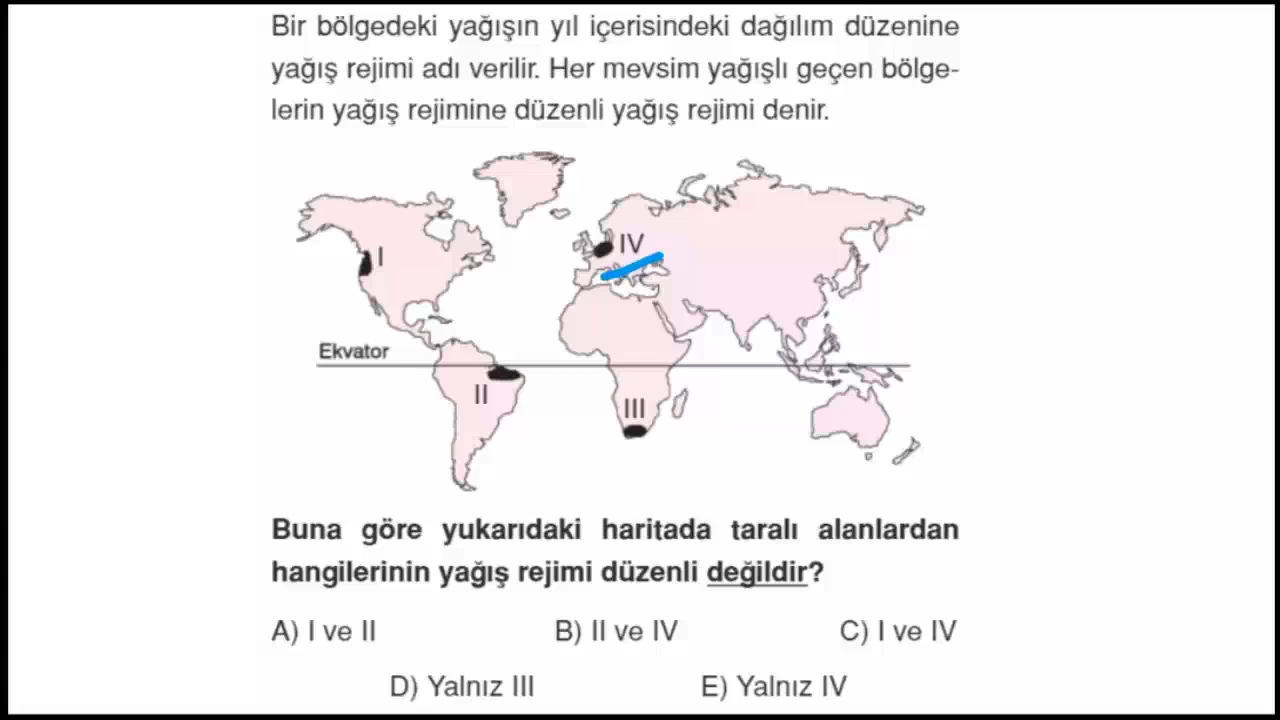 Bir bölgedeki yağışın yıl içerisindeki dağılım düzenine
yağış rejimi adı verilir. Her mevsim yağışlı geçen bölge-
lerin yağış rejimine düzenli yağış rejimi denir.
IV
I
Ekvator
II
III
Buna göre yukarıdaki haritada taralı alanlardan
hangilerinin yağış rejimi düzenli değildir?
A) I ve II B) II ve IV C) I ve IV
D) Yalnız III E) Yalnız IV